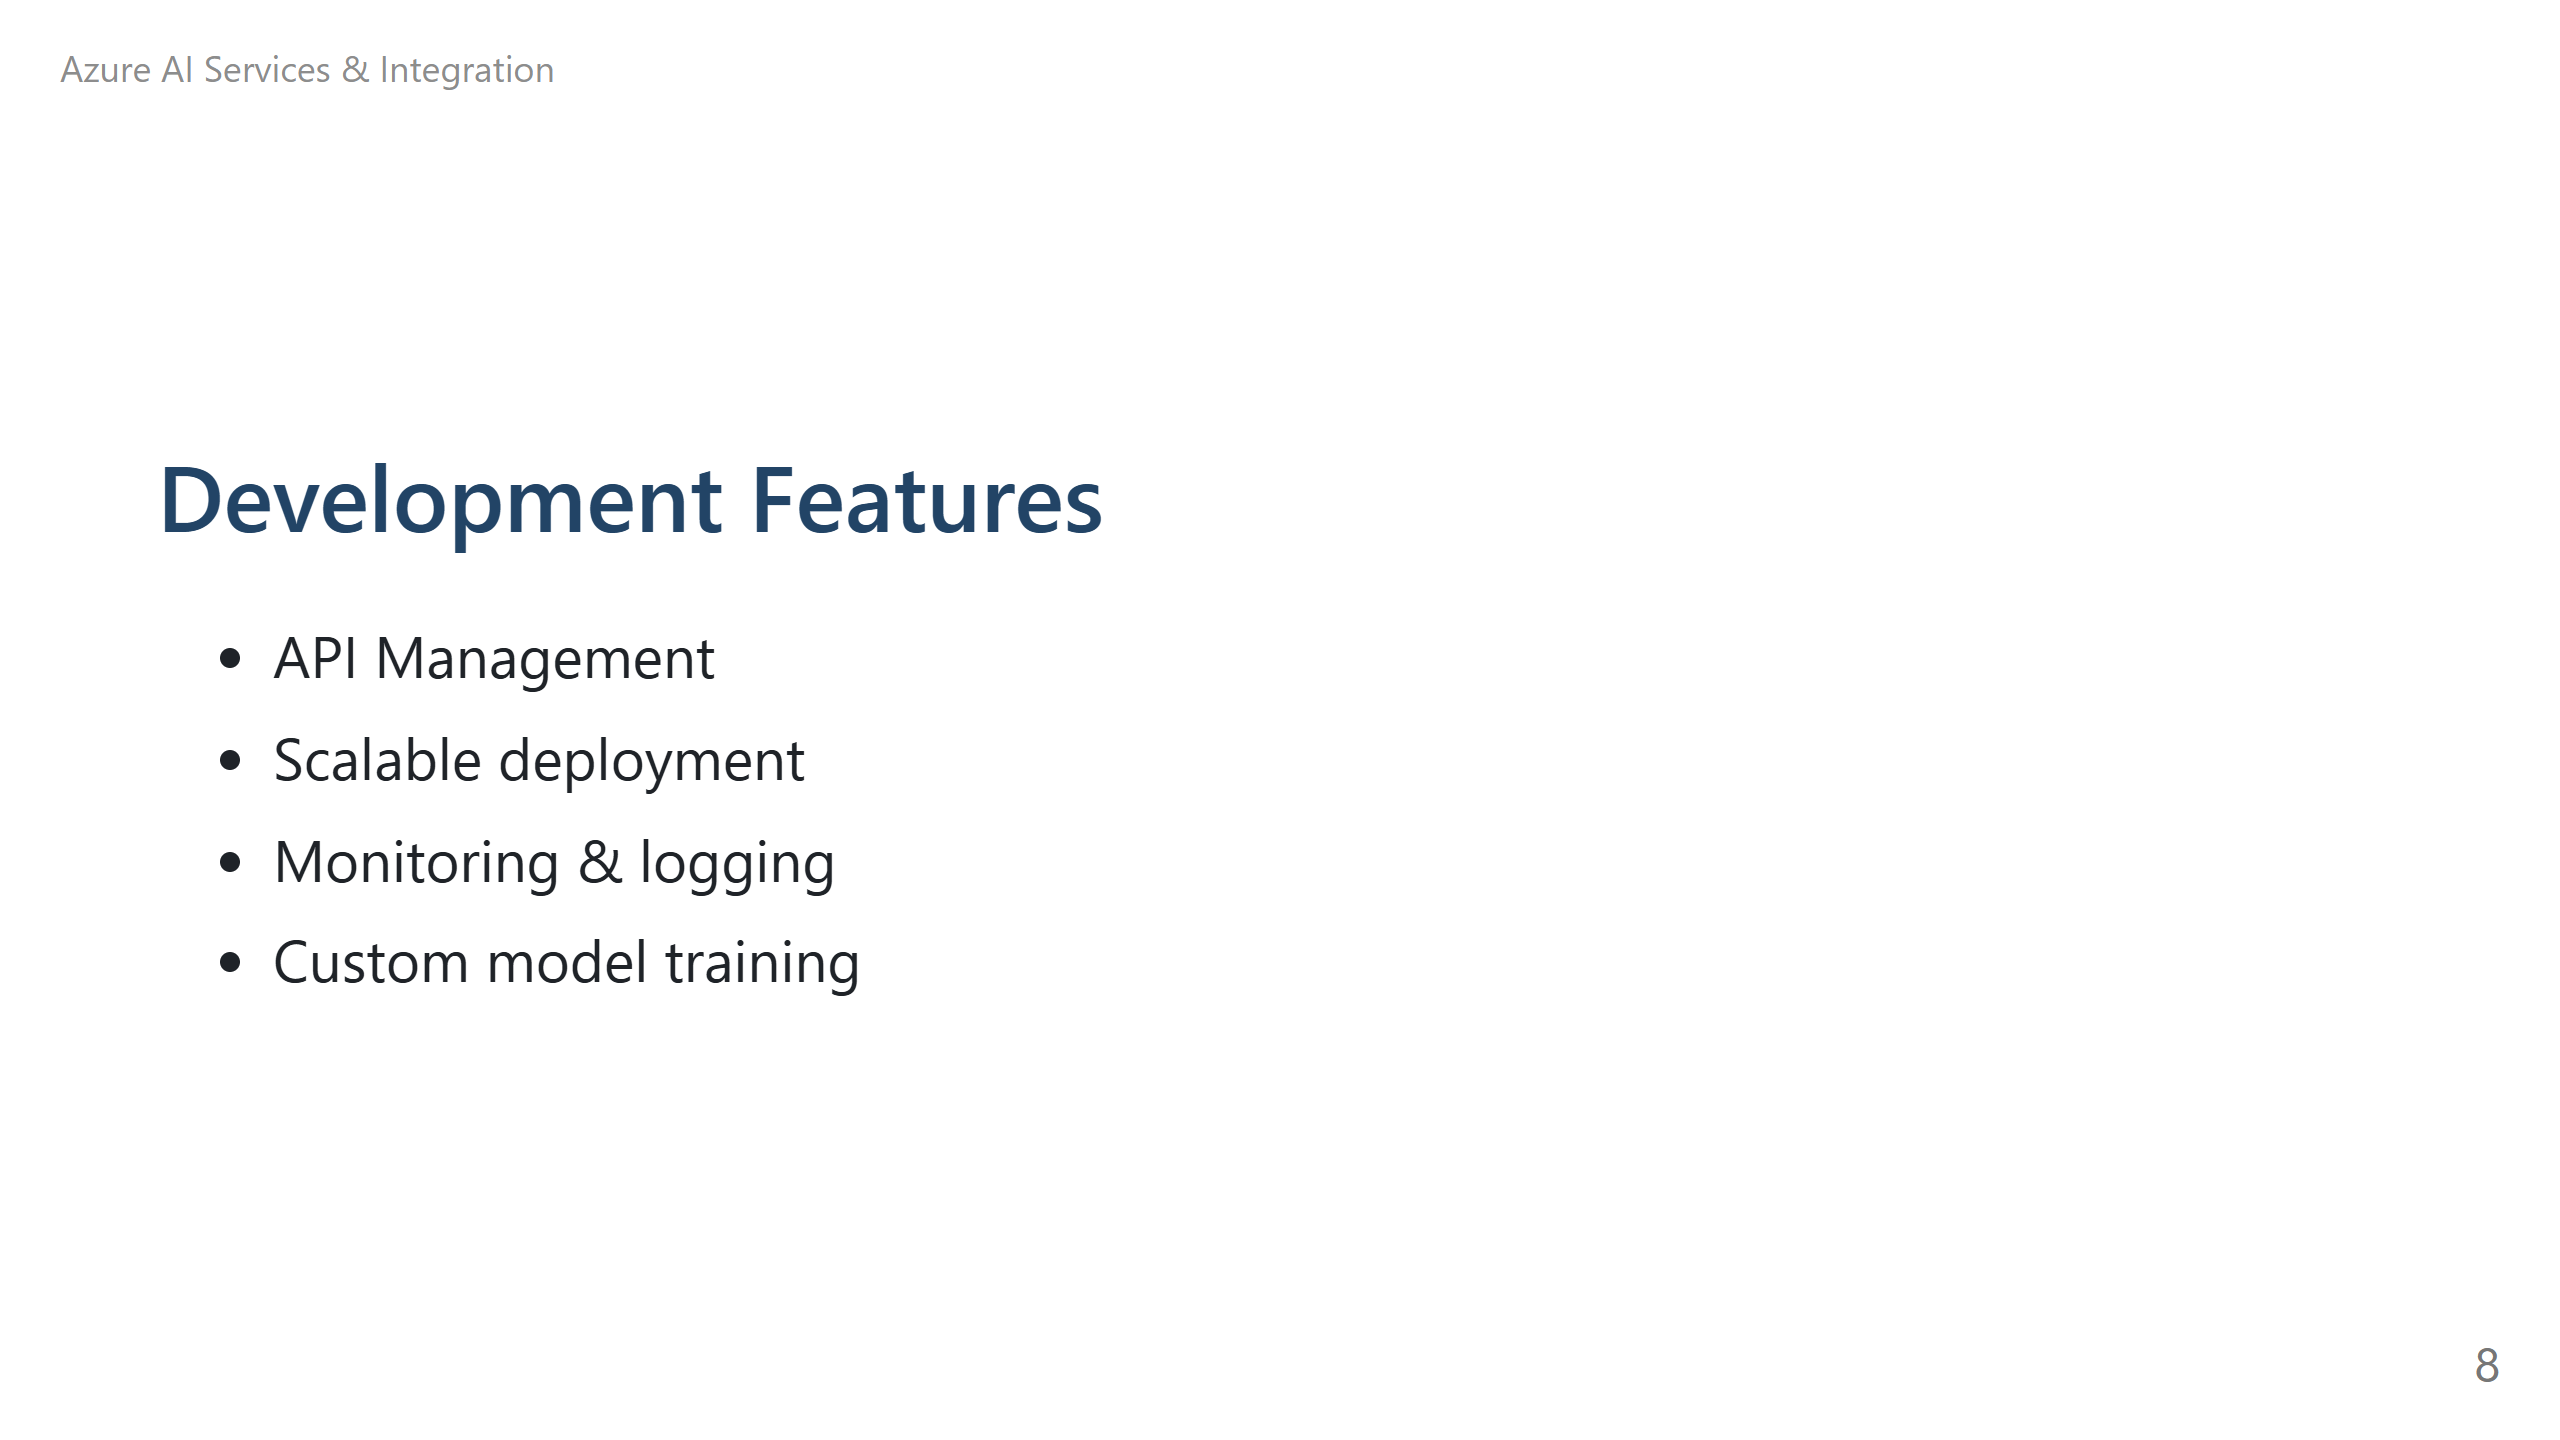 Azure AI Services & Integration
Development Features
• API Management
• Scalable deployment
• Monitoring & logging
• Custom model training
8